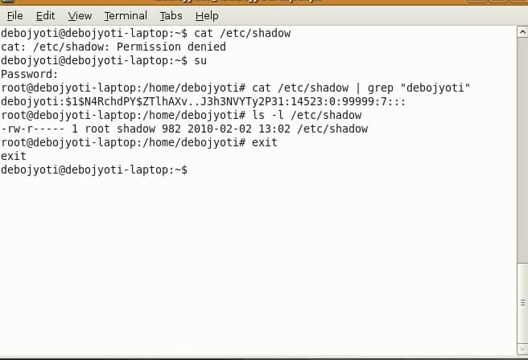 File Edit View Terminal Tabs Help
debojyoti@debojyoti-laptop:~$ cat /etc/shadow
cat: /etc/shadow: Permission denied
debojyoti@debojyoti-laptop:~$ su
Password:
root@debojyoti-laptop:/home/debojyoti# cat /etc/shadow | grep "debojyoti"
debojyoti:$1$N4RchdPY$ZTlhAXv..J3h3NVYTy2P31:14523:0:99999:7:::
root@debojyoti-laptop:/home/debojyoti# ls -l /etc/shadow
-rw-r----- 1 root shadow 982 2010-02-02 13:02 /etc/shadow
root@debojyoti-laptop:/home/debojyoti# exit
exit
debojyoti@debojyoti-laptop:~$